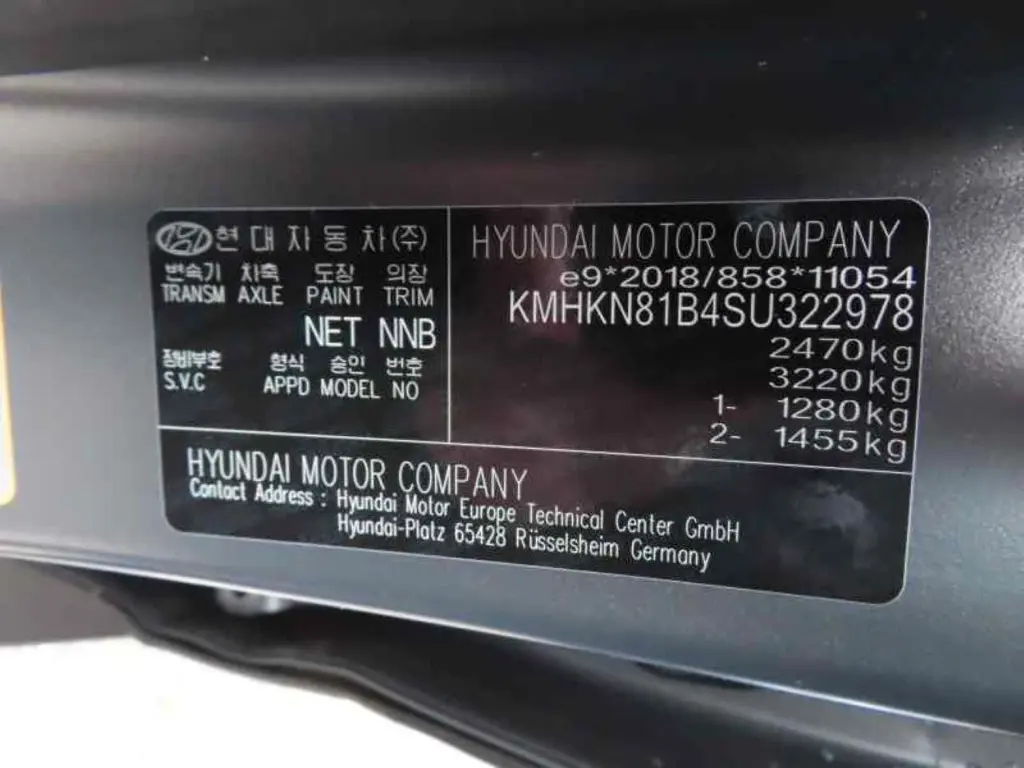 현대자동차(주)
변속기 차축 도장 의장
TRANSM AXLE PAINT TRIM
NET NNB
정비부호 형식 승인 번호
S.V.C APPD MODEL NO
HYUNDAI MOTOR COMPANY
e9*2018/858*11054
KMHKN81B4SU322978
2470kg
3220kg
1- 1280kg
2- 1455kg
HYUNDAI MOTOR COMPANY
Contact Address : Hyundai Motor Europe Technical Center GmbH
Hyundai-Platz 65428 Rüsselsheim Germany